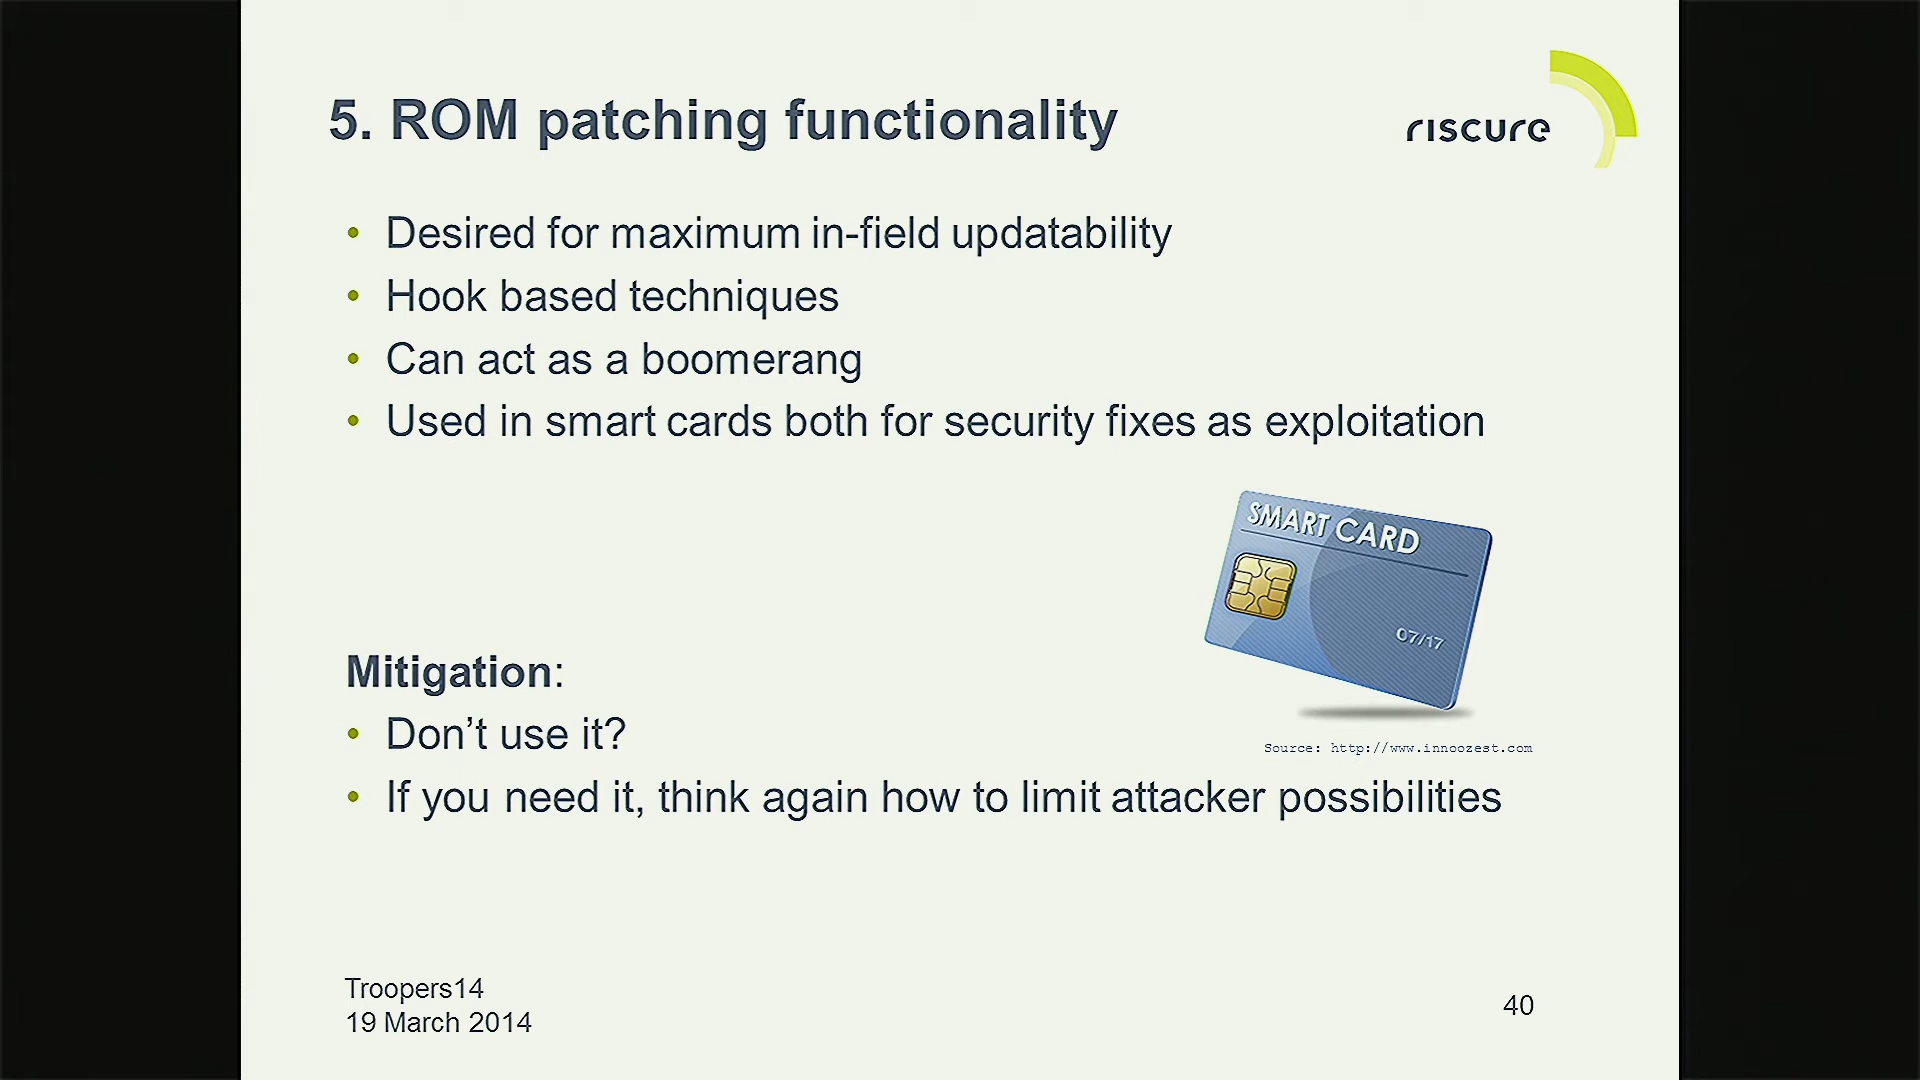 5. ROM patching functionality
riscure
• Desired for maximum in-field updatability
• Hook based techniques
• Can act as a boomerang
• Used in smart cards both for security fixes as exploitation
SMART CARD
07/17
Source: http://www.innoozest.com
Mitigation:
• Don’t use it?
• If you need it, think again how to limit attacker possibilities
Troopers14
19 March 2014
40